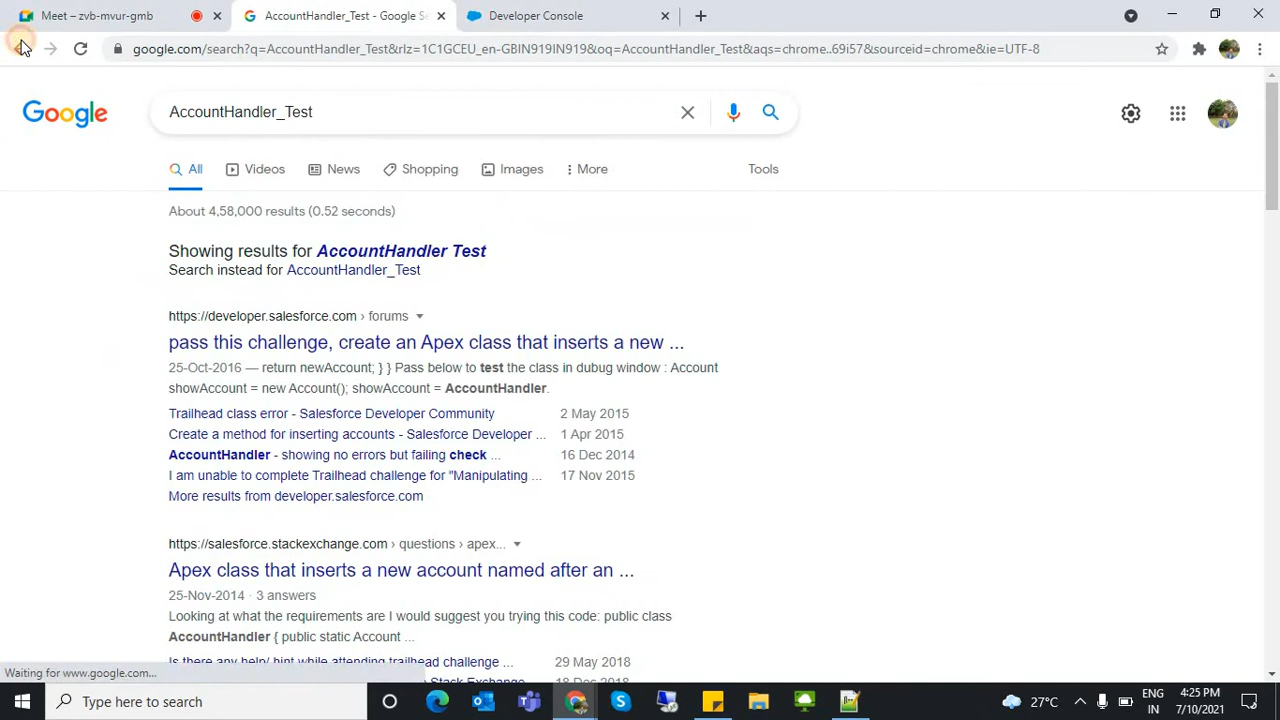 Meet – zvb-mvur-gmb
AccountHandler_Test - Google Se
Developer Console
google.com/search?q=AccountHandler_Test&rlz=1C1GCEU_en-GBIN919IN919&oq=AccountHandler_Test&aqs=chrome..69i57&sourceid=chrome&ie=UTF-8
Google
AccountHandler_Test
All
Videos
News
Shopping
Images
More
Tools
About 4,58,000 results (0.52 seconds)
Showing results for AccountHandler Test
Search instead for AccountHandler_Test
https://developer.salesforce.com › forums
pass this challenge, create an Apex class that inserts a new ...
25-Oct-2016 — return newAccount; } } Pass below to test the class in dubug window : Account
showAccount = new Account(); showAccount = AccountHandler.
Trailhead class error - Salesforce Developer Community 2 May 2015
Create a method for inserting accounts - Salesforce Developer ... 1 Apr 2015
AccountHandler - showing no errors but failing check ... 16 Dec 2014
I am unable to complete Trailhead challenge for "Manipulating ... 17 Nov 2015
More results from developer.salesforce.com
https://salesforce.stackexchange.com › questions › apex...
Apex class that inserts a new account named after an ...
25-Nov-2014 · 3 answers
Looking at what the requirements are I would suggest you trying this code: public class
AccountHandler { public static Account ...
Is there any help/ hint while attending trailhead challenge ... 29 May 2018
Stack Exchange 18 Dec 2018
Waiting for www.google.com...
Type here to search
27°C
ENG
IN
4:25 PM
7/10/2021